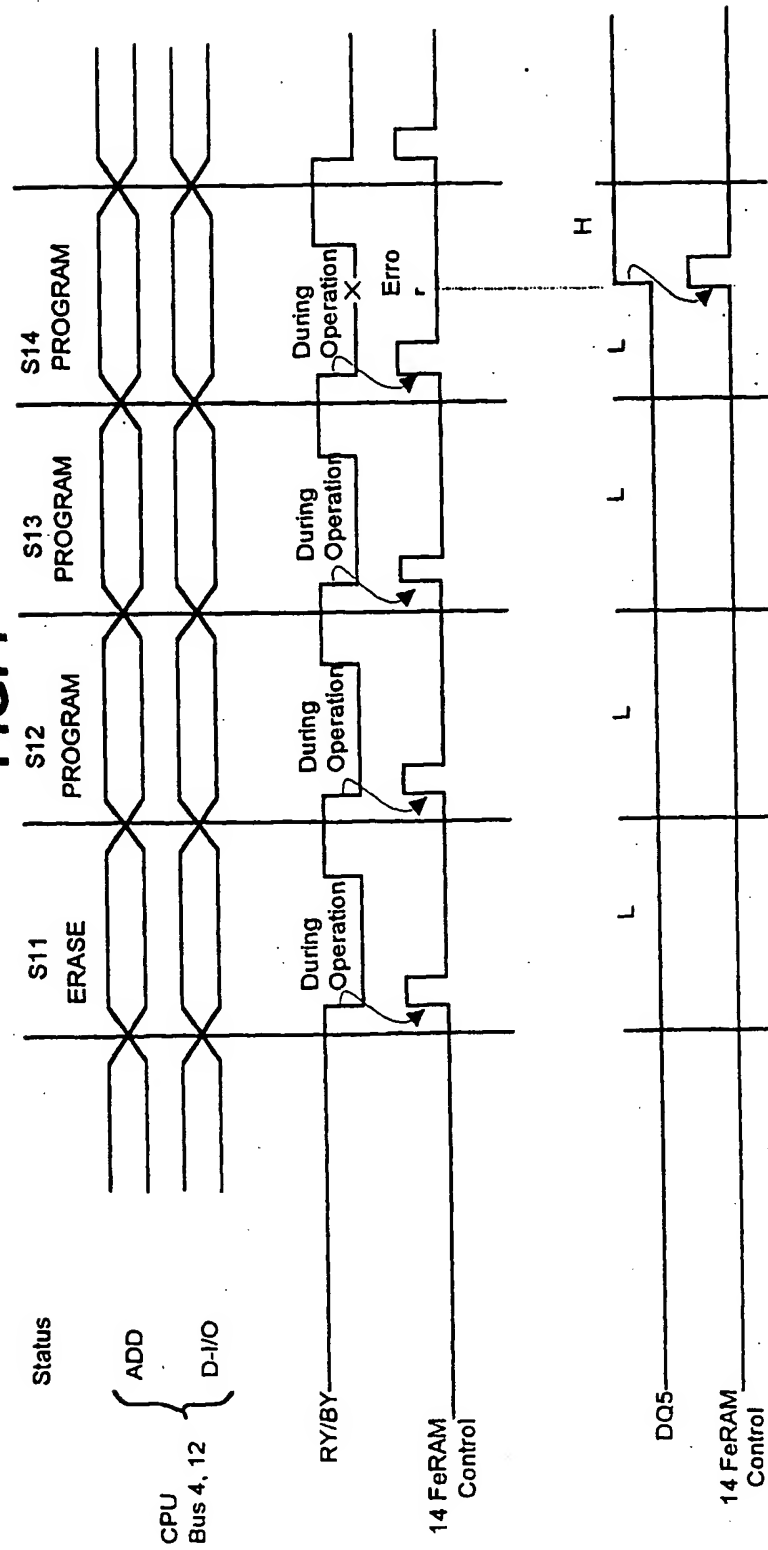 Status
S11
ERASE
S12
PROGRAM
S13
PROGRAM
S14
PROGRAM
CPU
Bus 4, 12
ADD
D-I/O
RY/BY
During
Operation
During
Operation
During
Operation
During
Operation
X
Erro
r
14 FeRAM
Control
L
L
L
L
H
DQ5
14 FeRAM
Control